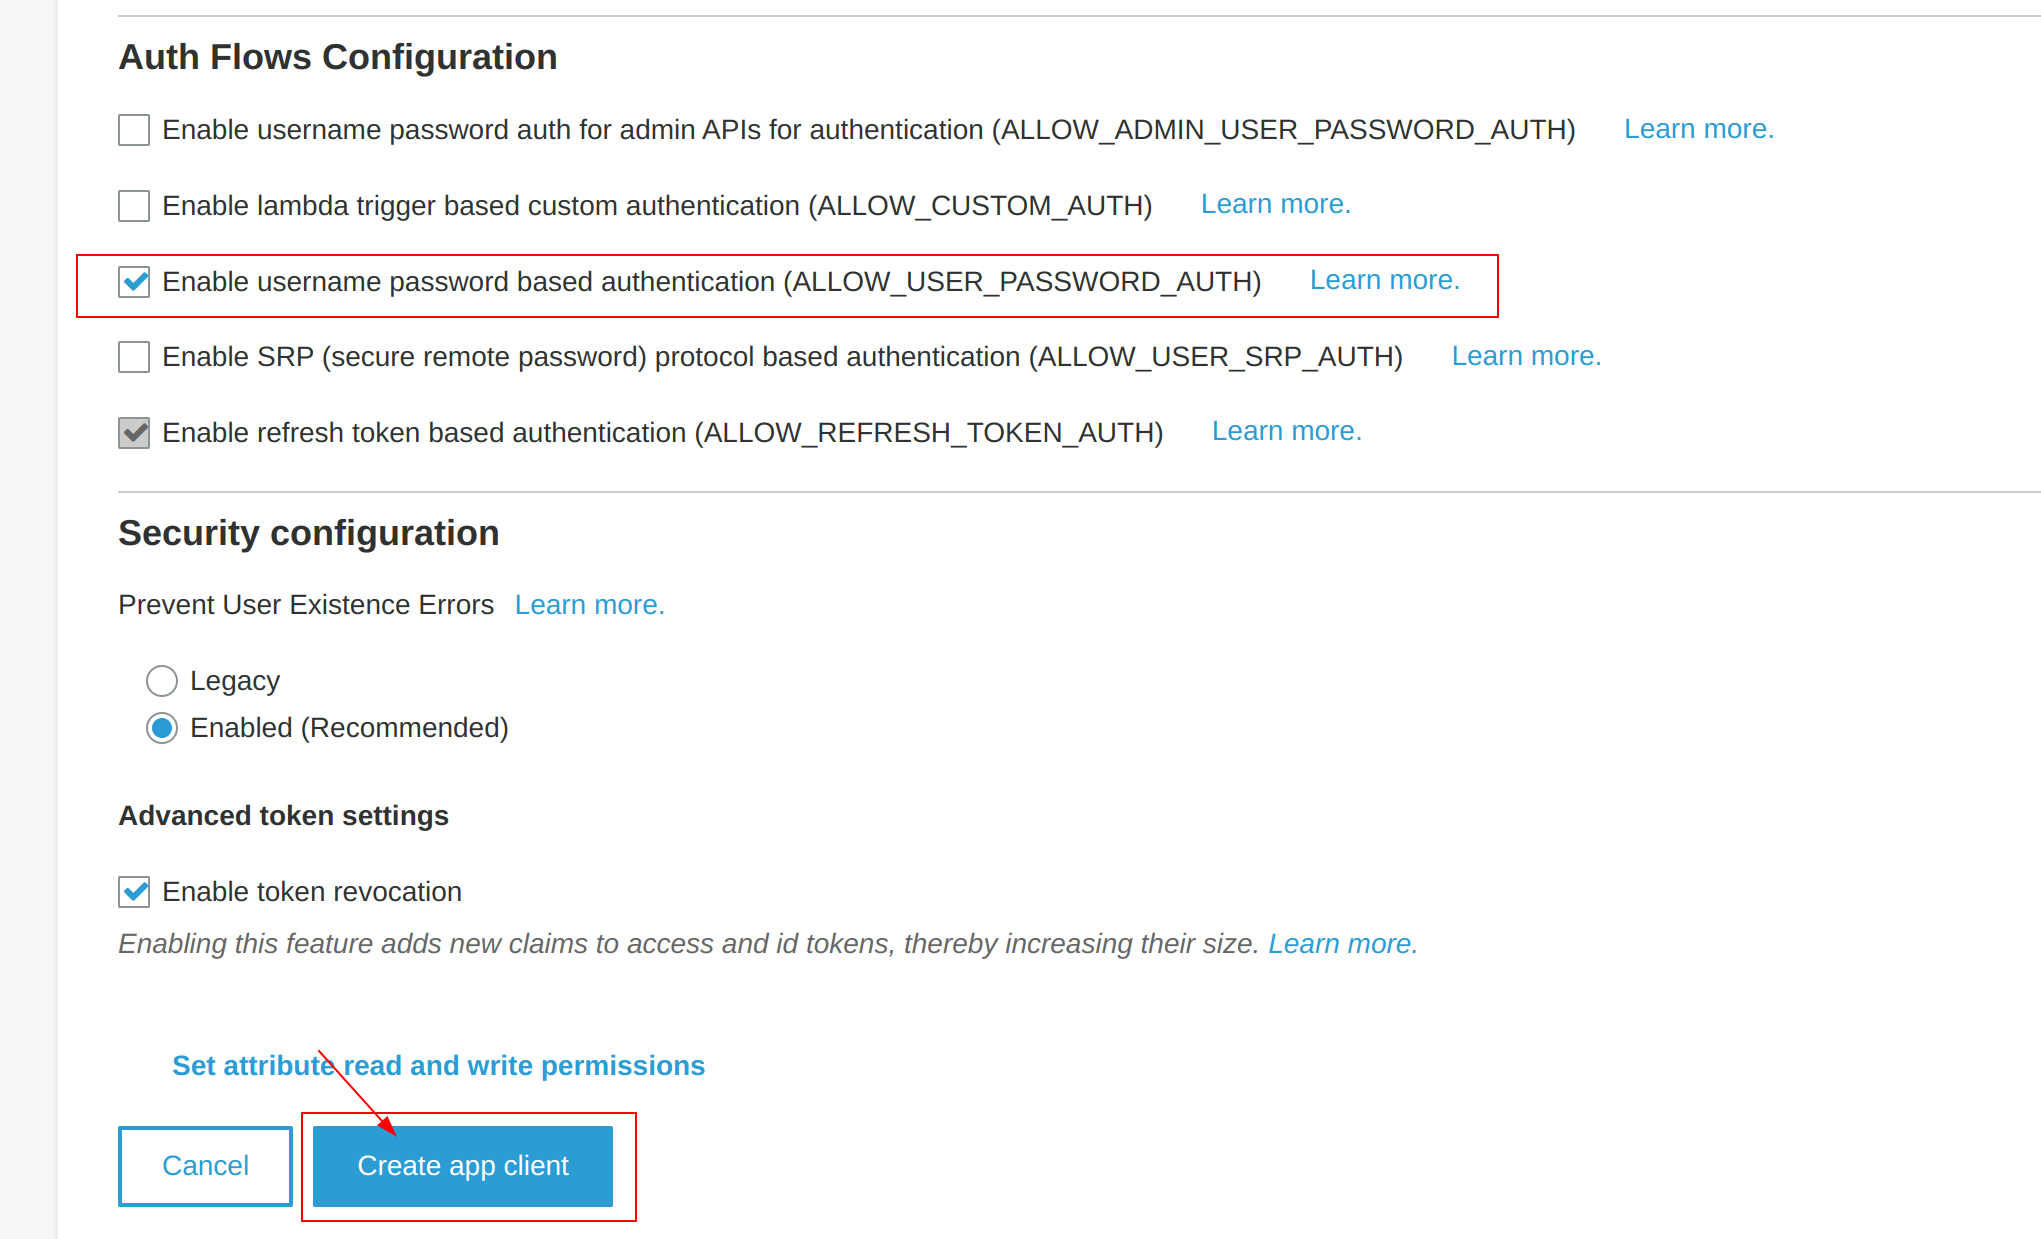 Auth Flows Configuration
Enable username password auth for admin APIs for authentication (ALLOW_ADMIN_USER_PASSWORD_AUTH) Learn more.
Enable lambda trigger based custom authentication (ALLOW_CUSTOM_AUTH) Learn more.
Enable username password based authentication (ALLOW_USER_PASSWORD_AUTH) Learn more.
Enable SRP (secure remote password) protocol based authentication (ALLOW_USER_SRP_AUTH) Learn more.
Enable refresh token based authentication (ALLOW_REFRESH_TOKEN_AUTH) Learn more.
Security configuration
Prevent User Existence Errors Learn more.
Legacy
Enabled (Recommended)
Advanced token settings
Enable token revocation
Enabling this feature adds new claims to access and id tokens, thereby increasing their size. Learn more.
Set attribute read and write permissions
Cancel Create app client